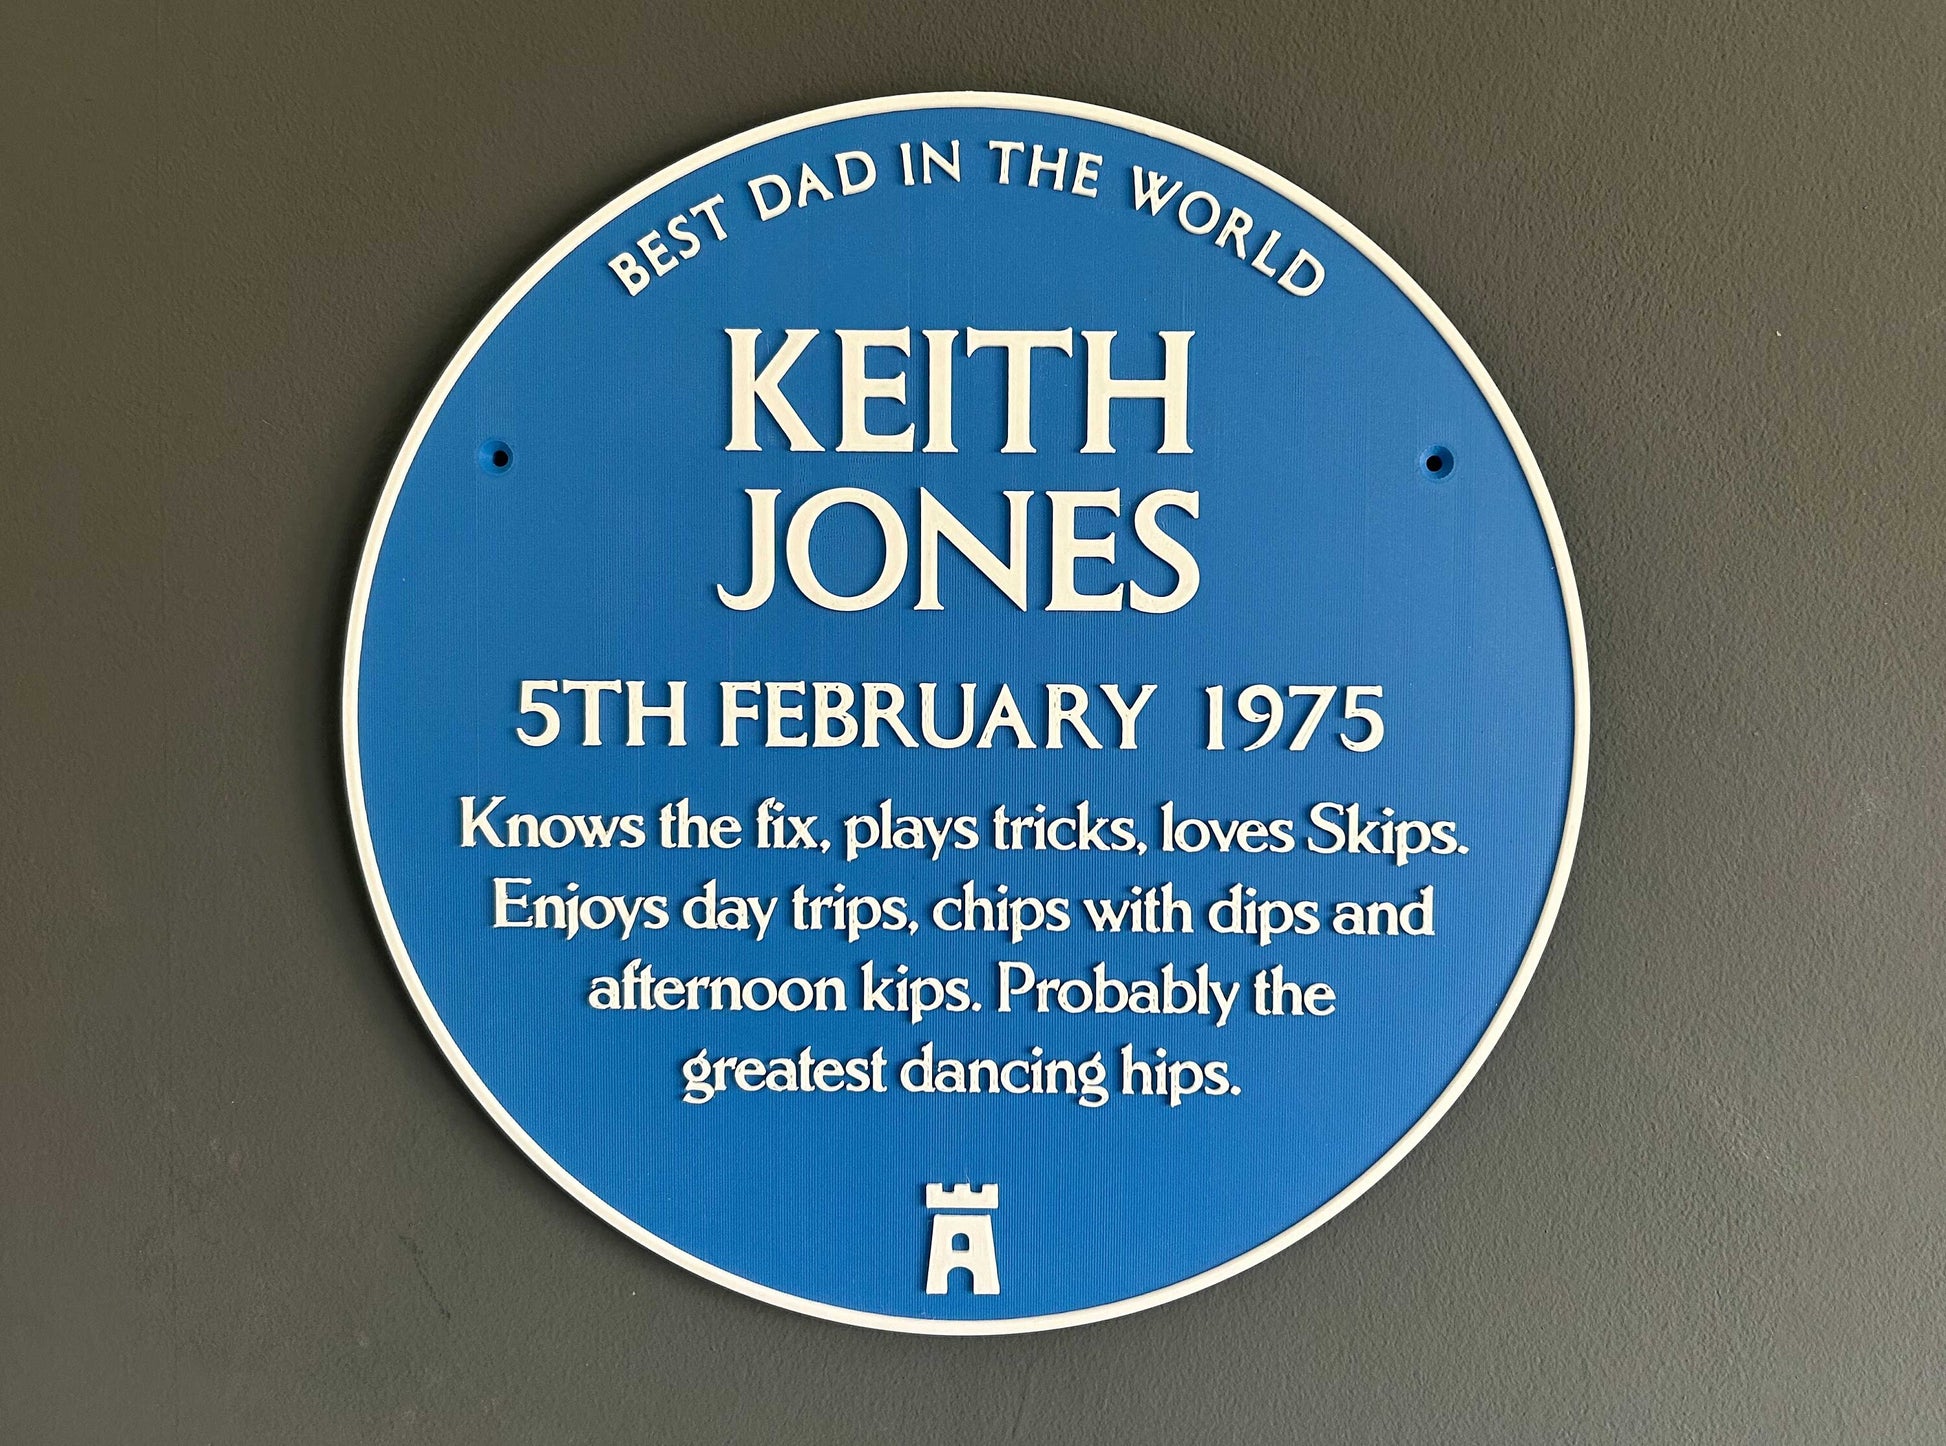 BEST DAD IN THE WORLD
KEITH
JONES
5TH FEBRUARY 1975
Knows the fix, plays tricks, loves Skips.
Enjoys day trips, chips with dips and
afternoon kips. Probably the
greatest dancing hips.